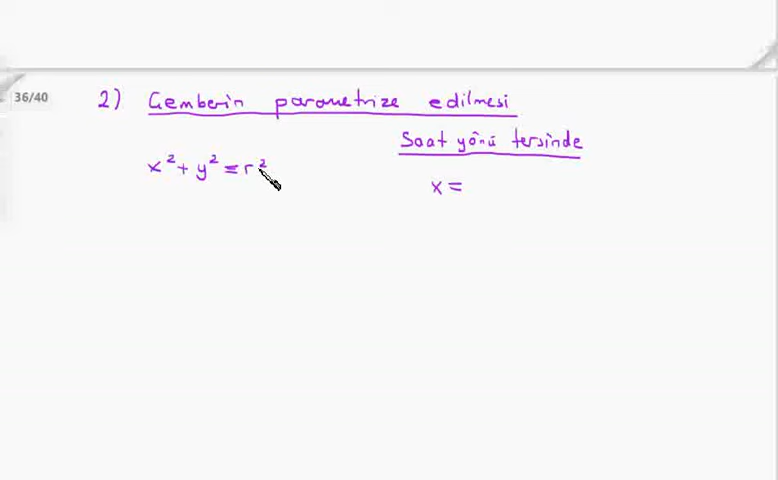 36/40
2) Çemberin parametrize edilmesi
Saat yönü tersinde
x² + y² = r²
x =